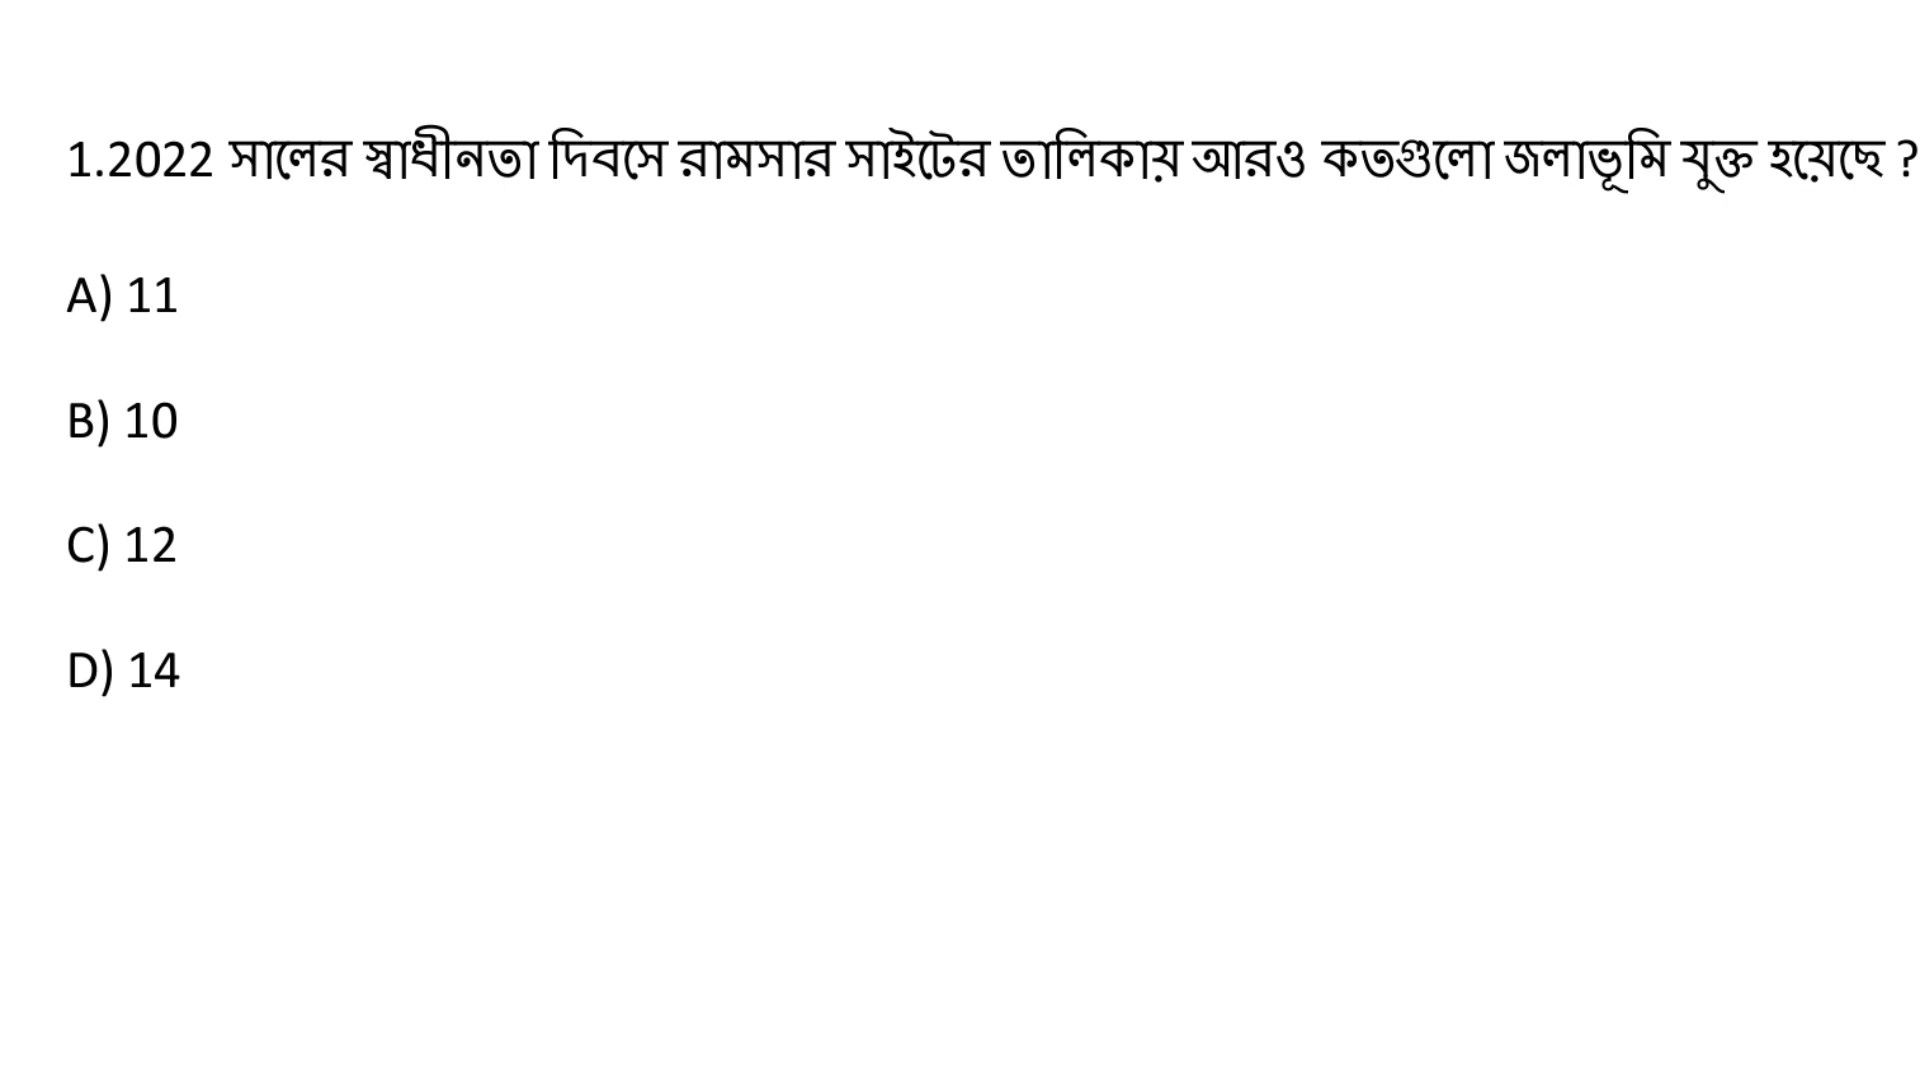 1.2022 সালের স্বাধীনতা দিবসে রামসার সাইটের তালিকায় আরও কতগুলো জলাভূমি যুক্ত হয়েছে ?
A) 11
B) 10
C) 12
D) 14